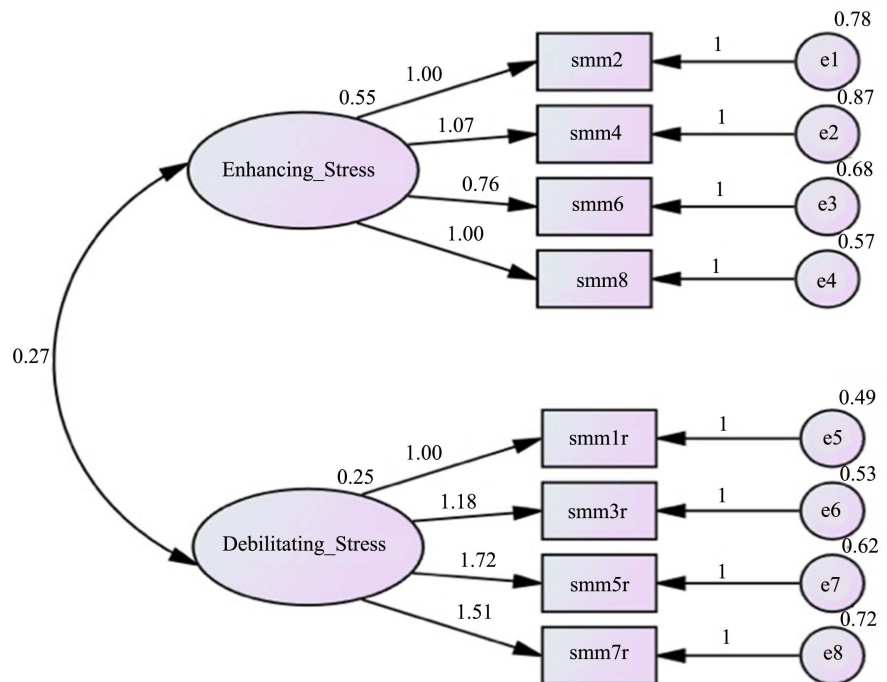 0.78
1.00 smm2 1 e1
0.55 0.87
1.07 smm4 1 e2
Enhancing_Stress 0.68
0.76 smm6 1 e3
0.57
1.00 smm8 1 e4
0.27
0.49
1.00 smm1r 1 e5
0.25 0.53
1.18 smm3r 1 e6
Debilitating_Stress 0.62
1.72 smm5r 1 e7
0.72
1.51 smm7r 1 e8